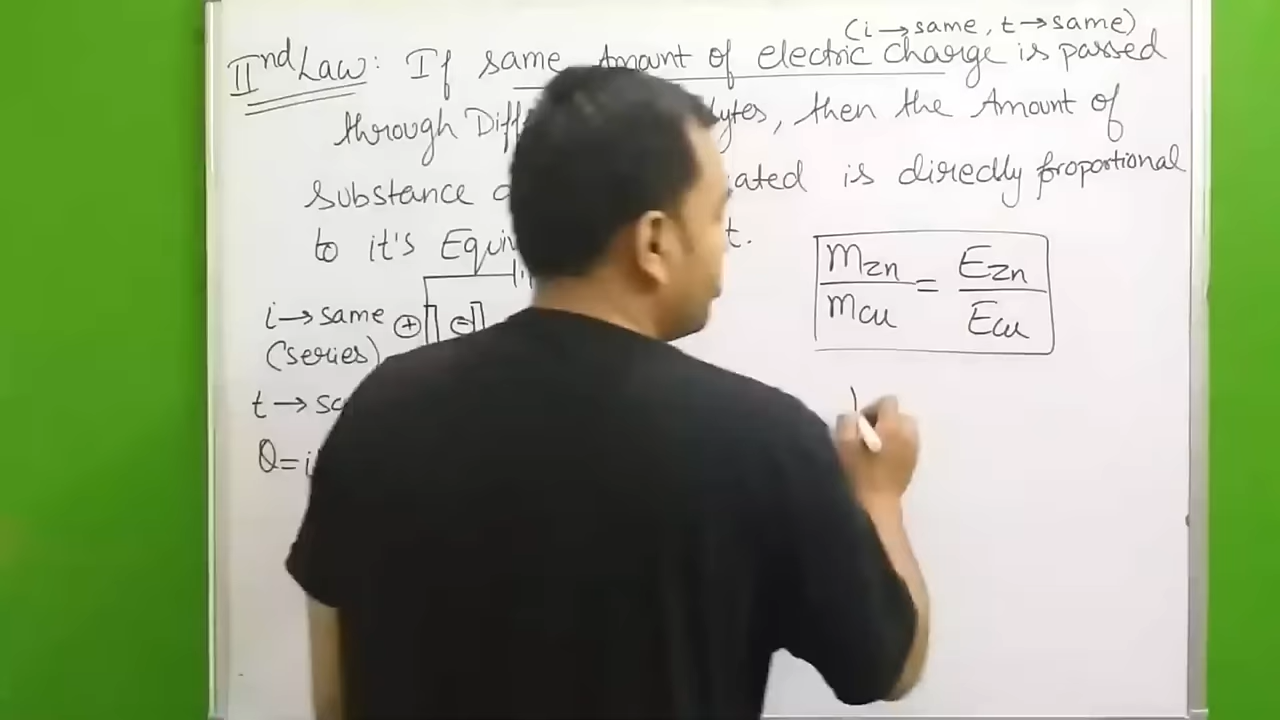 (i→same, t→same)
IInd Law: If same Amount of electric charge is passed
through Diff lytes, then the Amount of
substance ated is directly proportional
to it's Equi t.
mzn / mcu = Ezn / Ecu
i→same
(series)
⊕ ⊖
t→
Q=i